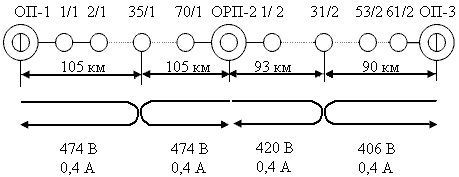 ОП-1 1/1 2/1 35/1 70/1 ОРП-2 1/ 2 31/2 53/2 61/2 ОП-3
105 км 105 км 93 км 90 км
474 В 474 В 420 В 406 В
0,4 А 0,4 А 0,4 А 0,4 А